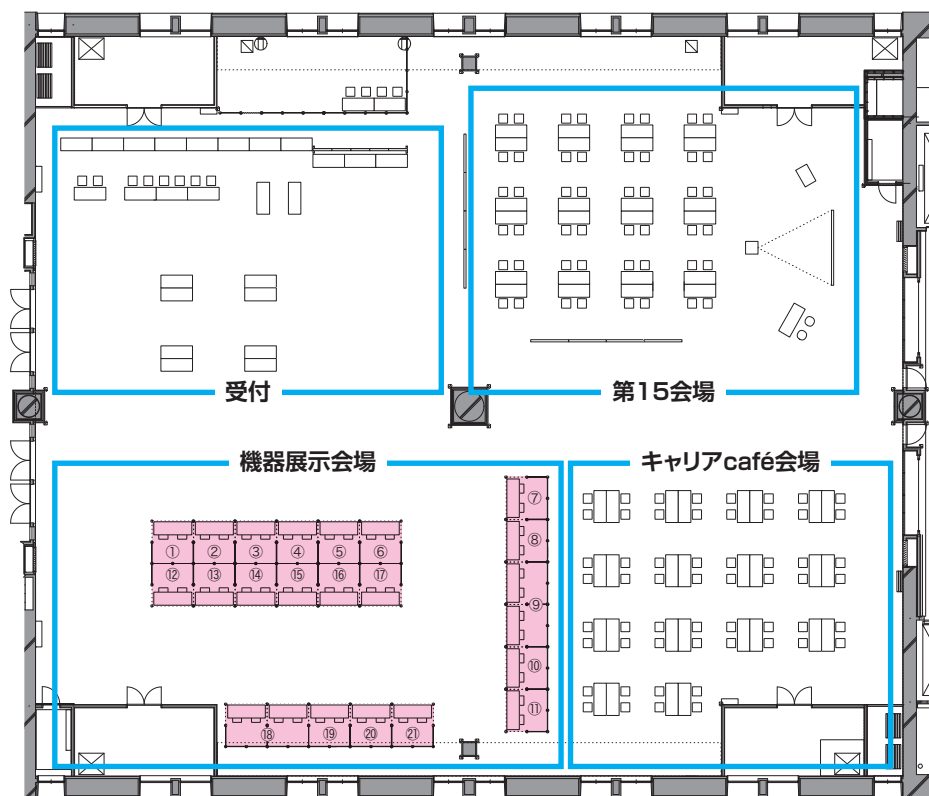 受付
第15会場
機器展示会場
キャリアcafé会場
① ② ③ ④ ⑤ ⑥
⑫ ⑬ ⑭ ⑮ ⑯ ⑰
⑦
⑧
⑨
⑩
⑪
⑱ ⑲ ⑳ ㉑